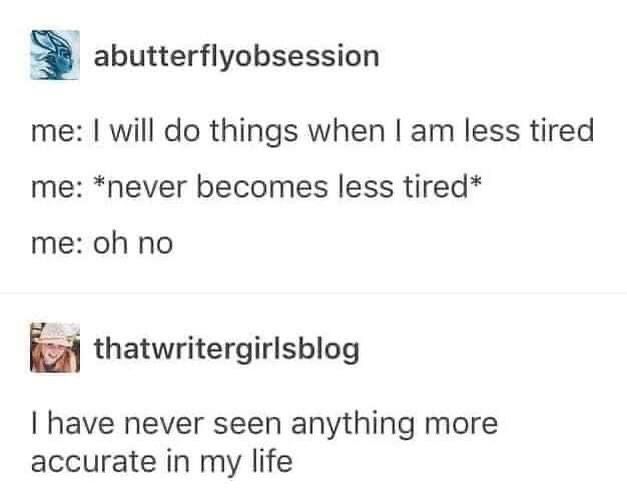 abutterflyobsession
me: I will do things when I am less tired
me: *never becomes less tired*
me: oh no
thatwritergirlsblog
I have never seen anything more
accurate in my life